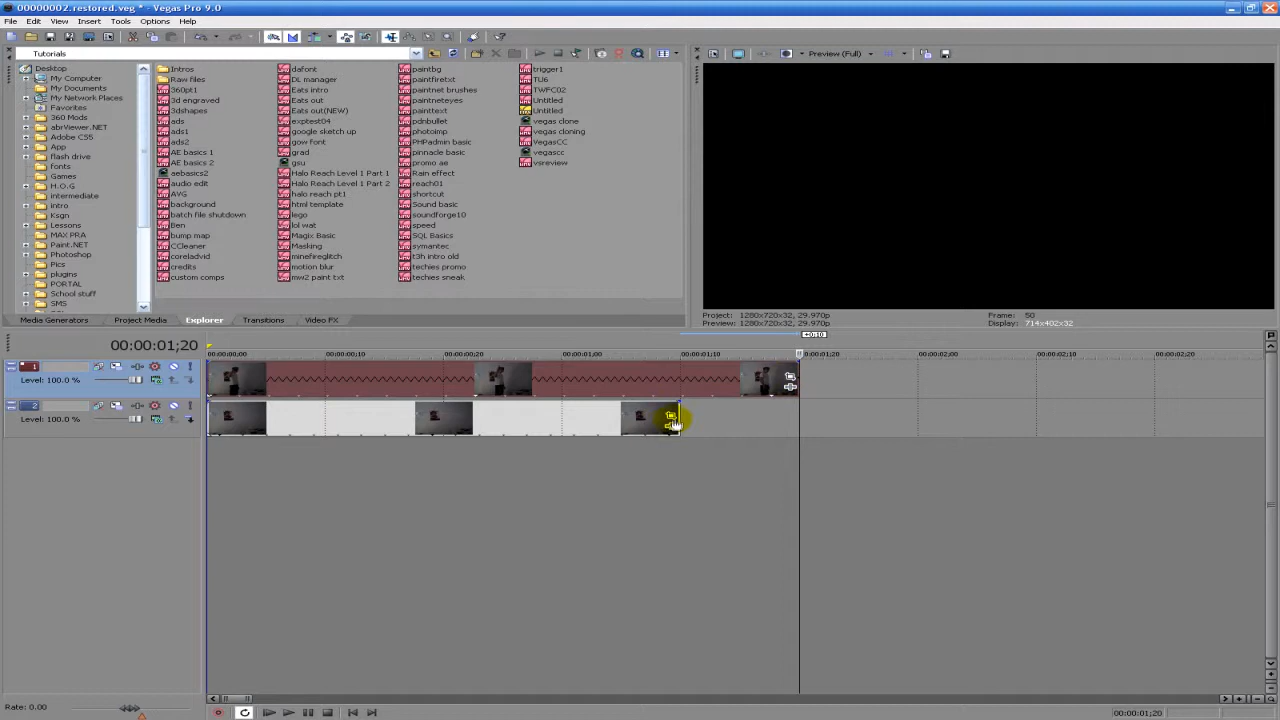 00000002.restored.veg * - Vegas Pro 9.0
File Edit View Insert Tools Options Help
Tutorials
Preview (Full)
Desktop
My Computer
My Documents
My Network Places
Favorites
360 Mods
abrViewer.NET
Adobe CS5
App
flash drive
Fonts
Games
H.O.G
intermediate
intro
Ksgn
Lessons
MAX PRA
Paint.NET
Photoshop
Pics
plugins
PORTAL
School stuff
SMS
Intros
Raw files
360pt1
3d engraved
3dshapes
ads
ads1
ads2
AE basics 1
AE basics 2
aebasics2
audio edit
AVG
background
batch file shutdown
Ben
bump map
CCleaner
coreladvid
credits
custom comps
dafont
DL manager
Eats intro
Eats out
Eats out(NEW)
exptest04
google sketch up
gow font
grad
gsu
Halo Reach Level 1 Part 1
Halo Reach Level 1 Part 2
halo reach pt1
html template
lego
lol wat
Magix Basic
Masking
minefireglitch
motion blur
mw2 paint txt
paintbg
paintfiretxt
paintnet brushes
paintneteyes
painttext
pdnbullet
photoimp
PHPadmin basic
pinnacle basic
promo ae
Rain effect
reach01
shortcut
Sound basic
soundforge10
speed
SQL Basics
symantec
t3h intro old
techies promo
techies sneak
trigger1
TU6
TWFC02
Untitled
Untitled
vegas clone
vegas cloning
VegasCC
vegascc
vsreview
Media Generators Project Media Explorer Transitions Video FX
Project: 1280x720x32, 29.970p Frame: 50
Preview: 1280x720x32, 29.970p Display: 714x402x32
+0;10
00:00:01;20
00:00:00;00 00:00:00;10 00:00:00;20 00:00:01;00 00:00:01;10 00:00:01;20 00:00:02;00 00:00:02;10 00:00:02;20
1
Level: 100.0 %
2
Level: 100.0 %
Rate: 0.00
00:00:01;20